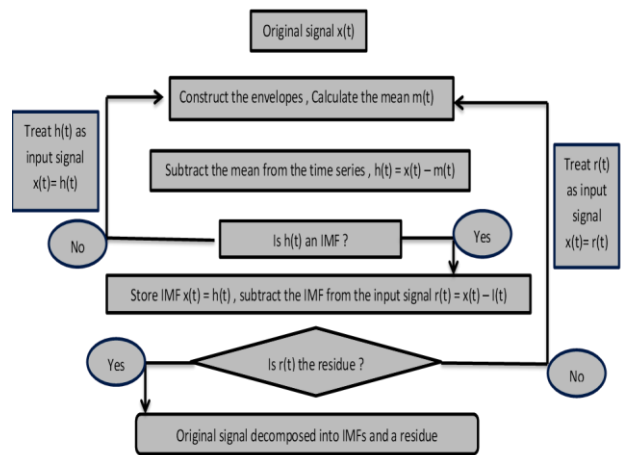 Original signal x(t)
Construct the envelopes , Calculate the mean m(t)
Treat h(t) as
input signal
x(t)= h(t)
Subtract the mean from the time series , h(t) = x(t) – m(t)
Treat r(t)
as input
signal
x(t)= r(t)
No
Is h(t) an IMF ?
Yes
Store IMF x(t) = h(t) , subtract the IMF from the input signal r(t) = x(t) – I(t)
Yes
Is r(t) the residue ?
No
Original signal decomposed into IMFs and a residue